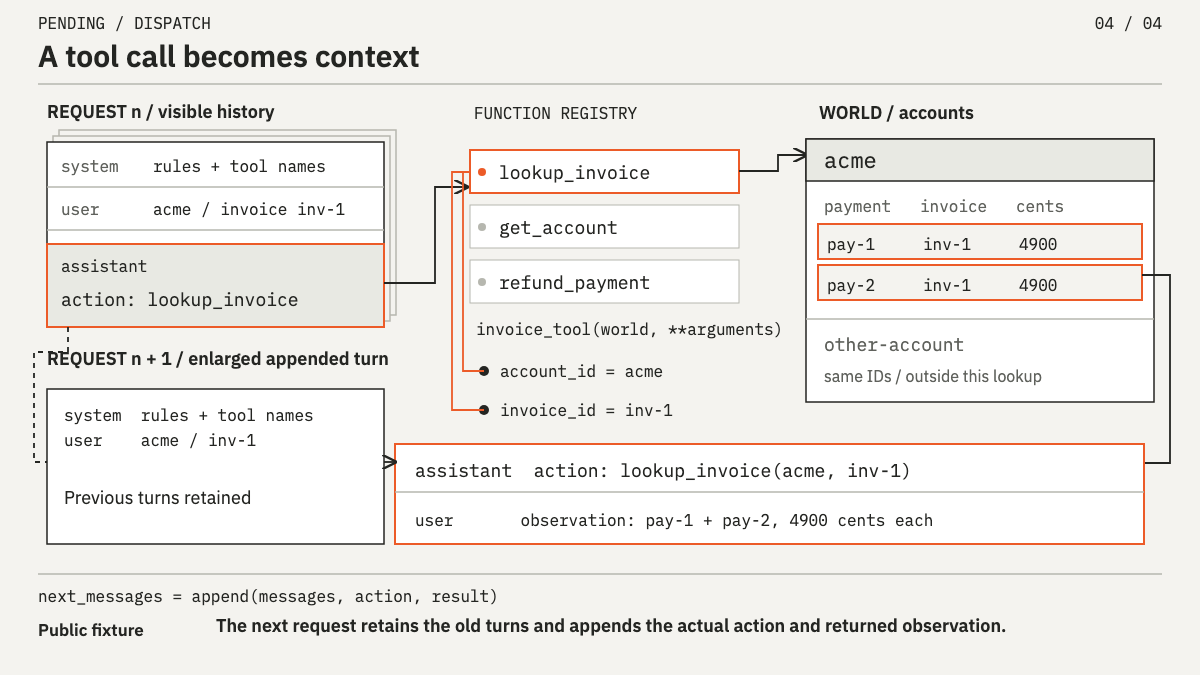 PENDING / DISPATCH
04 / 04
A tool call becomes context
REQUEST n / visible history
system rules + tool names
user acme / invoice inv-1
assistant
action: lookup_invoice
FUNCTION REGISTRY
lookup_invoice
get_account
refund_payment
invoice_tool(world, **arguments)
account_id = acme
invoice_id = inv-1
WORLD / accounts
acme
payment invoice cents
pay-1 inv-1 4900
pay-2 inv-1 4900
other-account
same IDs / outside this lookup
REQUEST n + 1 / enlarged appended turn
system rules + tool names
user acme / inv-1
Previous turns retained
assistant action: lookup_invoice(acme, inv-1)
user observation: pay-1 + pay-2, 4900 cents each
next_messages = append(messages, action, result)
Public fixture
The next request retains the old turns and appends the actual action and returned observation.